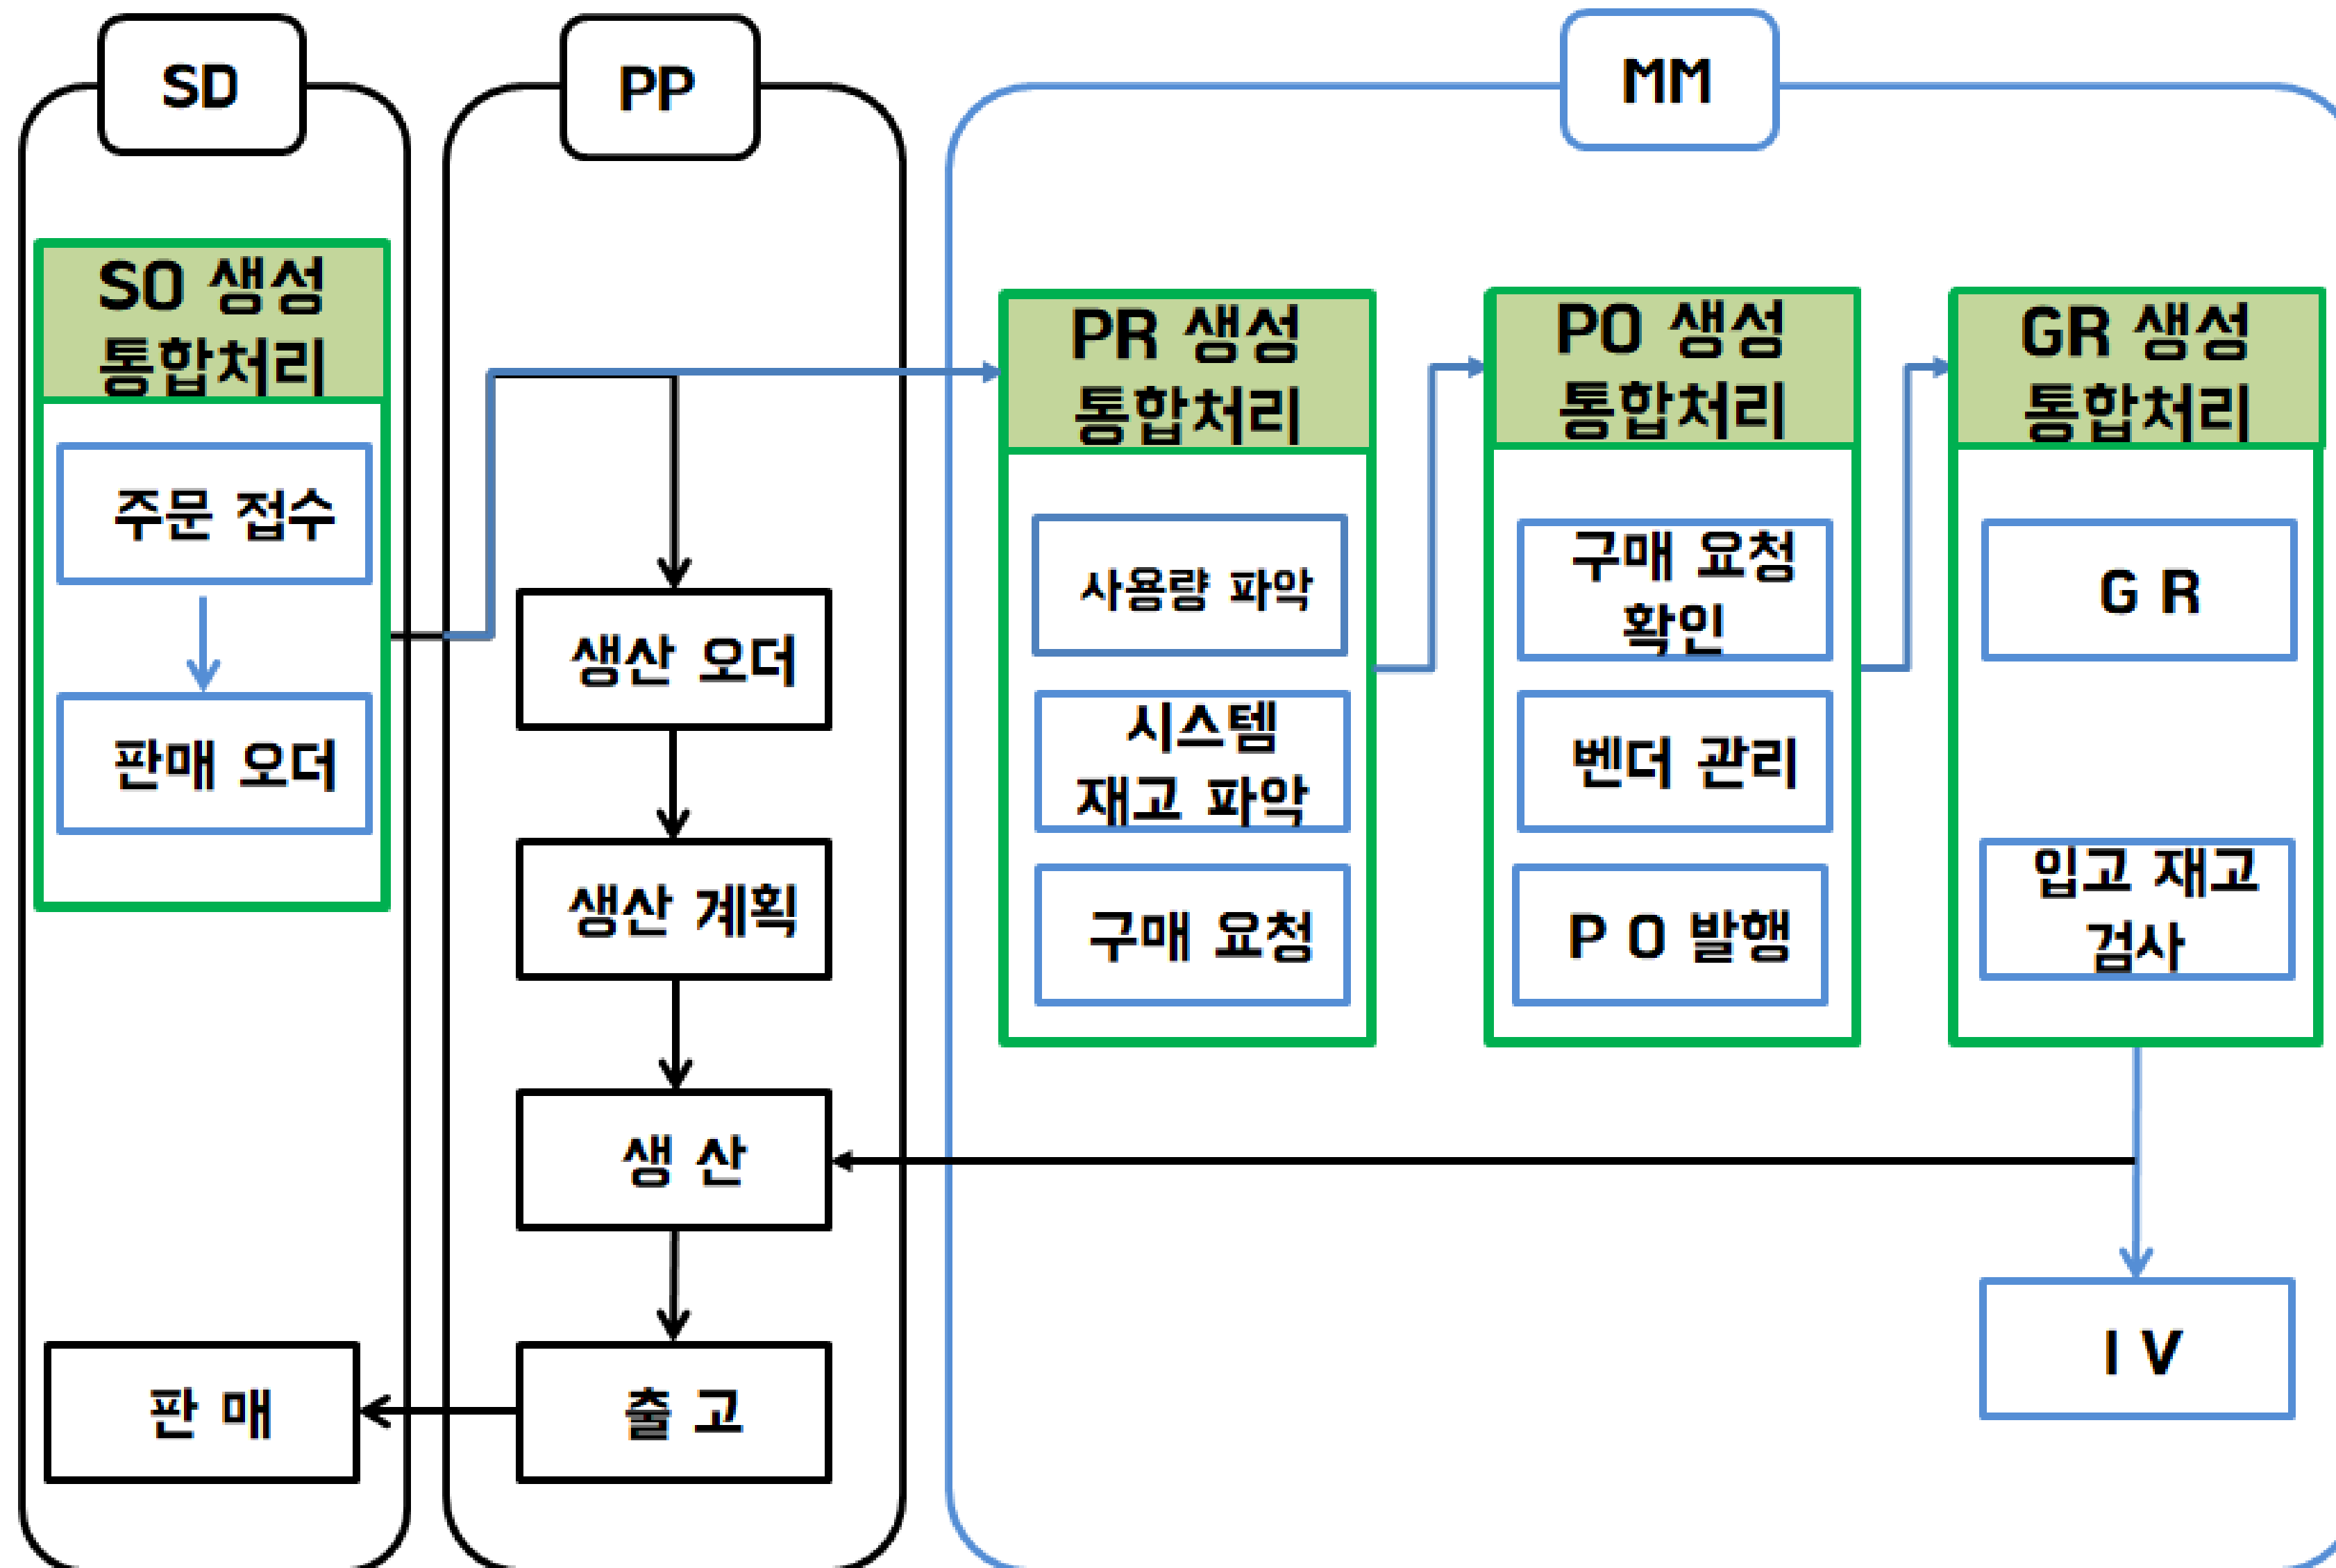 SD
PP
MM
SO 생성
통합처리
주문 접수
판매 오더
판 매
생산 오더
생산 계획
생 산
출 고
PR 생성
통합처리
사용량 파악
시스템
재고 파악
구매 요청
PO 생성
통합처리
구매 요청
확인
벤더 관리
P O 발행
GR 생성
통합처리
G R
입고 재고
검사
I V